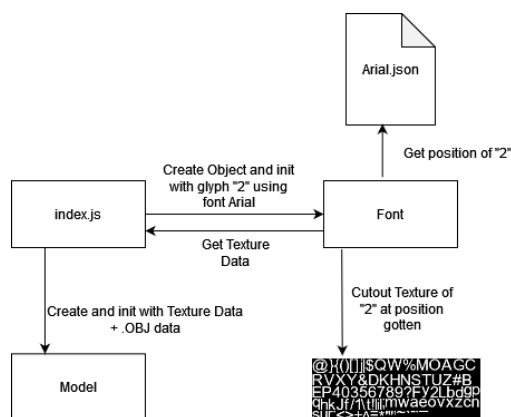 Arial.json
Get position of "2"
Create Object and init
with glyph "2" using
font Arial
index.js
Font
Get Texture
Data
Cutout Texture of
"2" at position
gotten
Create and init with Texture Data
+ .OBJ data
Model
@}{()[]j|$QW%MOAGC
RVXY&DKHNSTUZ#B
EP40356789?Fy2Lbdgp